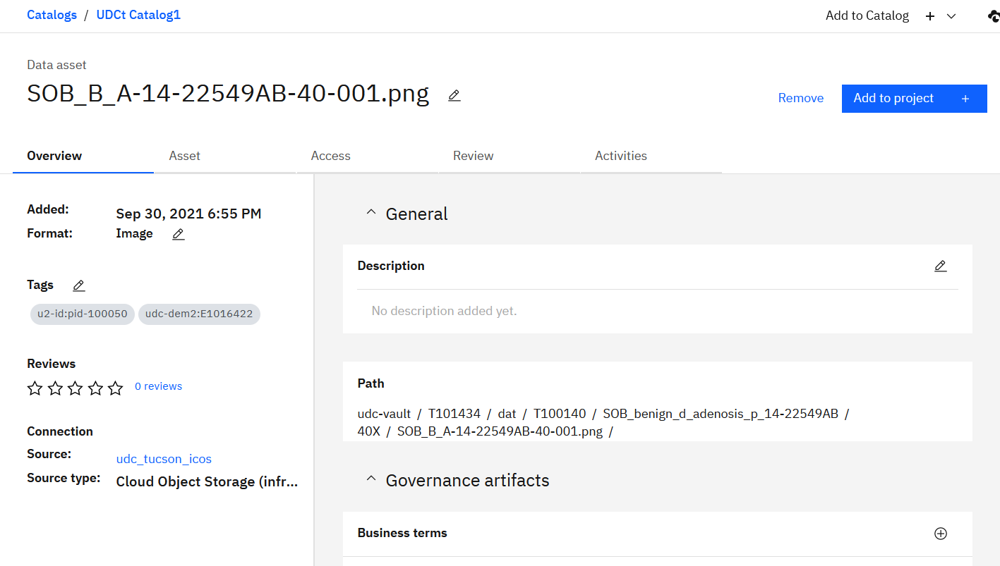 Catalogs / UDCt Catalog1
Add to Catalog +
Data asset
SOB_B_A-14-22549AB-40-001.png
Remove
Add to project +
Overview
Asset
Access
Review
Activities
Added: Sep 30, 2021 6:55 PM
Format: Image
Tags
u2-id:pid-100050
udc-dem2:E1016422
Reviews
0 reviews
Connection
Source: udc_tucson_icos
Source type: Cloud Object Storage (infr...
General
Description
No description added yet.
Path
udc-vault / T101434 / dat / T100140 / SOB_benign_d_adenosis_p_14-22549AB /
40X / SOB_B_A-14-22549AB-40-001.png /
Governance artifacts
Business terms